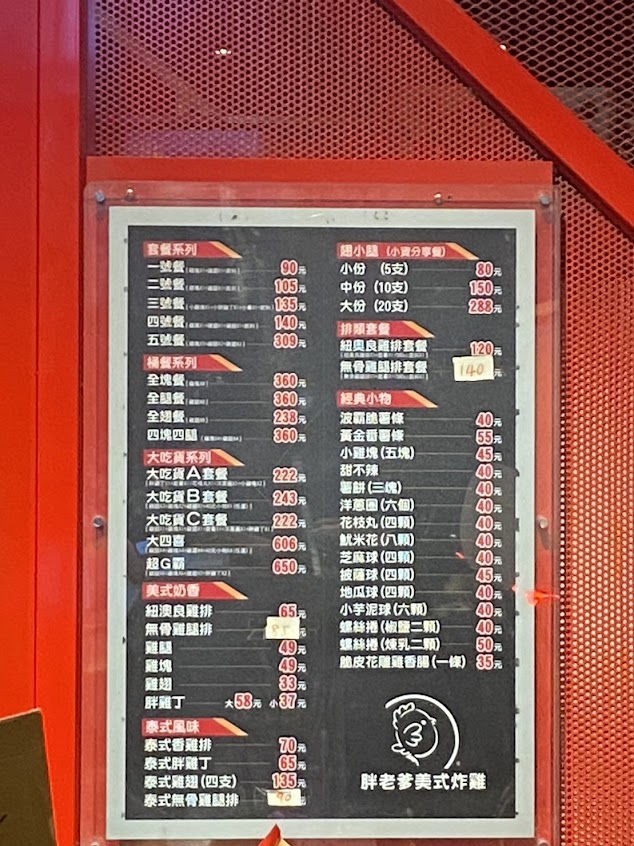 套餐系列
一號餐 90元
二號餐 105元
三號餐 135元
四號餐 140元
五號餐 309元
桶餐系列
全塊餐 360元
全腿餐 360元
全翅餐 238元
四塊四腿 360元
大吃貨系列
大吃貨A套餐 222元
大吃貨B套餐 243元
大吃貨C套餐 222元
大四喜 606元
超G霸 650元
美式奶香
紐澳良雞排 65元
無骨雞腿排 85元
雞腿 49元
雞塊 49元
雞翅 33元
胖雞丁 大58元 小37元
泰式風味
泰式香雞排 70元
泰式胖雞丁 65元
泰式雞翅(四支) 135元
泰式無骨雞腿排 90元
翅小腿 (小資分享餐)
小份 (5支) 80元
中份 (10支) 150元
大份 (20支) 288元
排類套餐
紐奧良雞排套餐 120元
無骨雞腿排套餐 140元
經典小物
波霸脆薯條 40元
黃金番薯條 55元
小雞塊(五塊) 45元
甜不辣 40元
薯餅(三塊) 40元
洋蔥圈(六個) 40元
花枝丸(四顆) 40元
魷米花(八顆) 40元
芝麻球(四顆) 40元
披薩球(四顆) 45元
地瓜球(四顆) 40元
小芋泥球(六顆) 40元
螺絲捲(椒鹽二顆) 40元
螺絲捲(煉乳二顆) 50元
脆皮花雕雞香腸(一條) 35元
胖老爹美式炸雞